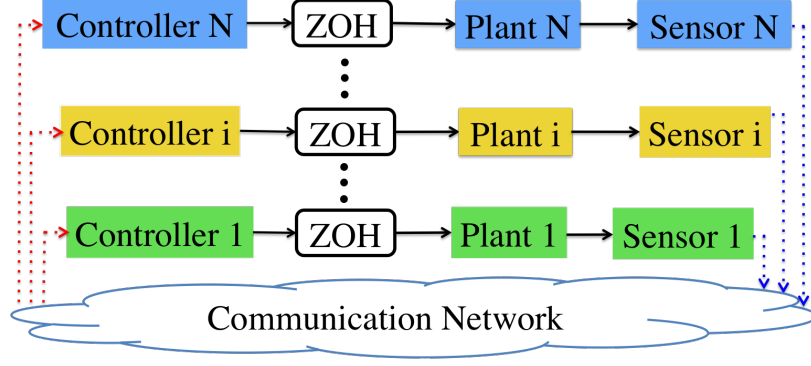 Controller N ZOH Plant N Sensor N
Controller i ZOH Plant i Sensor i
Controller 1 ZOH Plant 1 Sensor 1
Communication Network